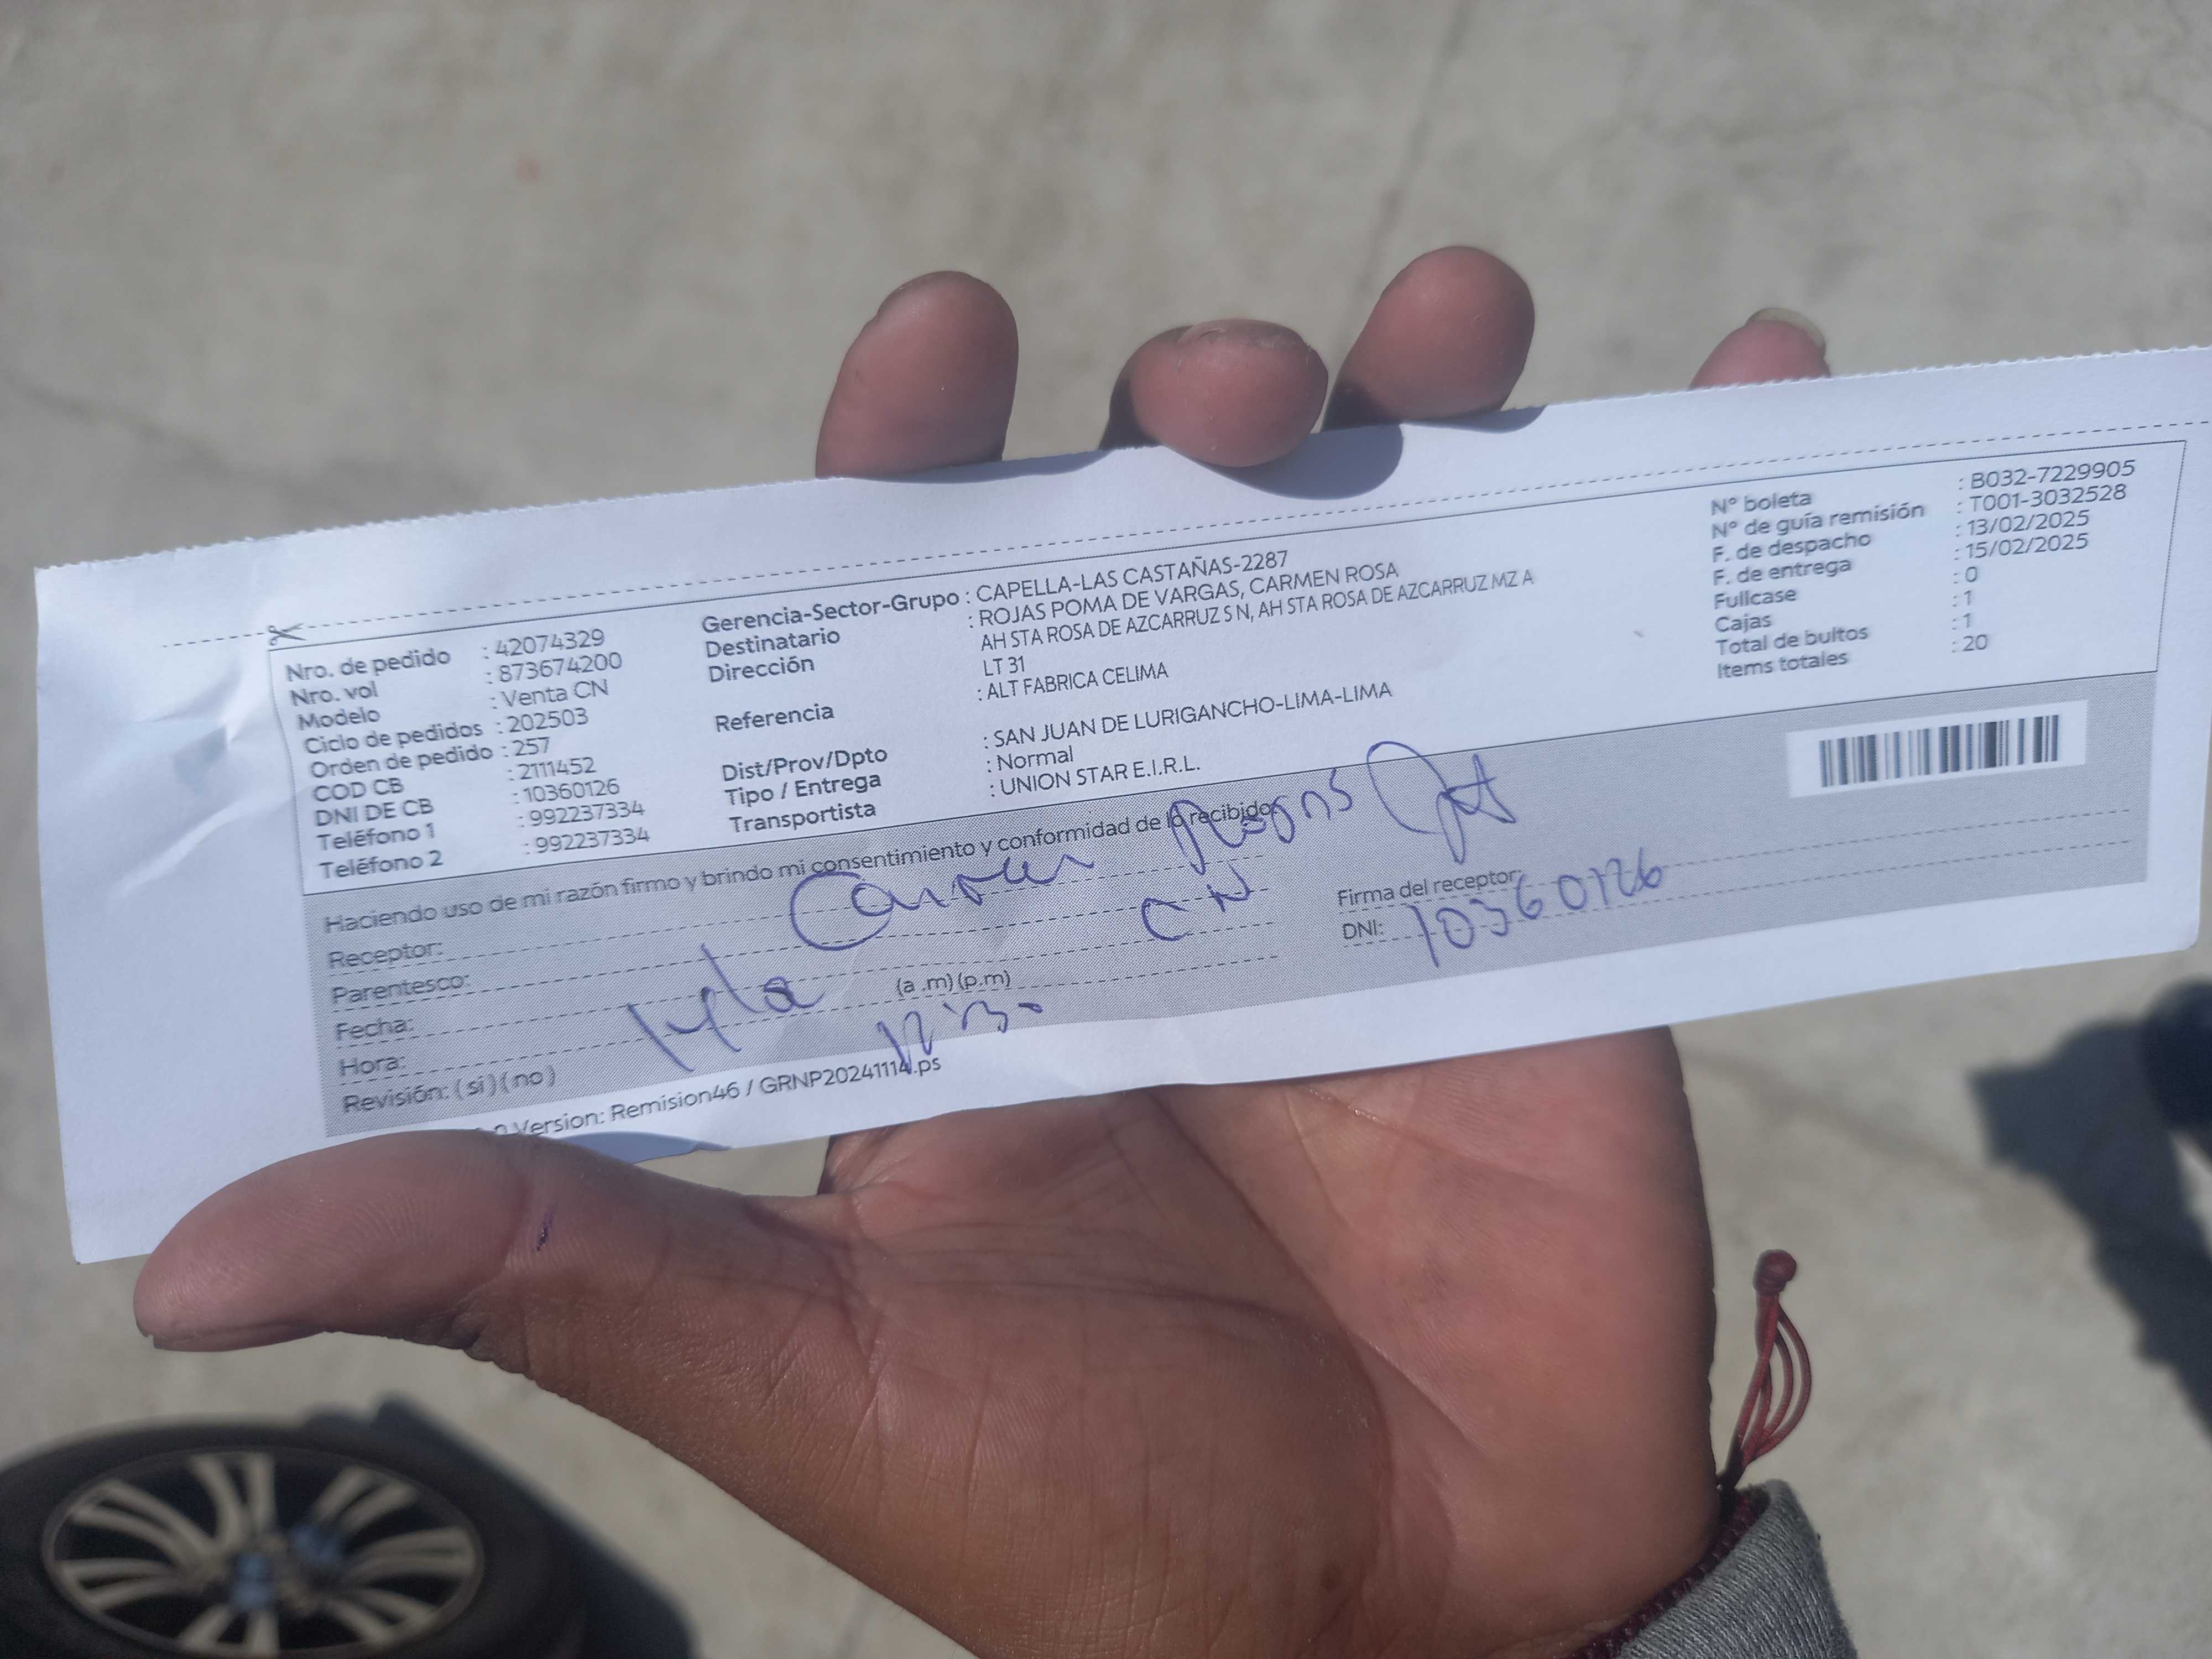 Nro. de pedido : 42074329
Nro. vol : 873674200
Modelo : Venta CN
Ciclo de pedidos : 202503
Orden de pedido : 257
COD CB : 2111452
DNI DE CB : 10360126
Teléfono 1 : 992237334
Teléfono 2 : 992237334
Gerencia-Sector-Grupo : CAPELLA-LAS CASTAÑAS-2287
Destinatario : ROJAS POMA DE VARGAS, CARMEN ROSA
Dirección AH STA ROSA DE AZCARRUZ S N, AH STA ROSA DE AZCARRUZ MZ A
LT 31
Referencia : ALT FABRICA CELIMA
Dist/Prov/Dpto : SAN JUAN DE LURIGANCHO-LIMA-LIMA
Tipo / Entrega : Normal
Transportista : UNION STAR E.I.R.L.
N° boleta : B032-7229905
N° de guía remisión : T001-3032528
F. de despacho : 13/02/2025
F. de entrega : 15/02/2025
Fullcase : 0
Cajas : 1
Total de bultos : 1
Items totales : 20
Haciendo uso de mi razón firmo y brindo mi consentimiento y conformidad de lo recibido
Receptor: Carmen
Parentesco: CN
Fecha:
Hora: (a .m) (p.m) 12:30
Revisión: (si) (no)
Firma del receptor:
DNI: 10360126
Version: Remision46 / GRNP20241114.ps